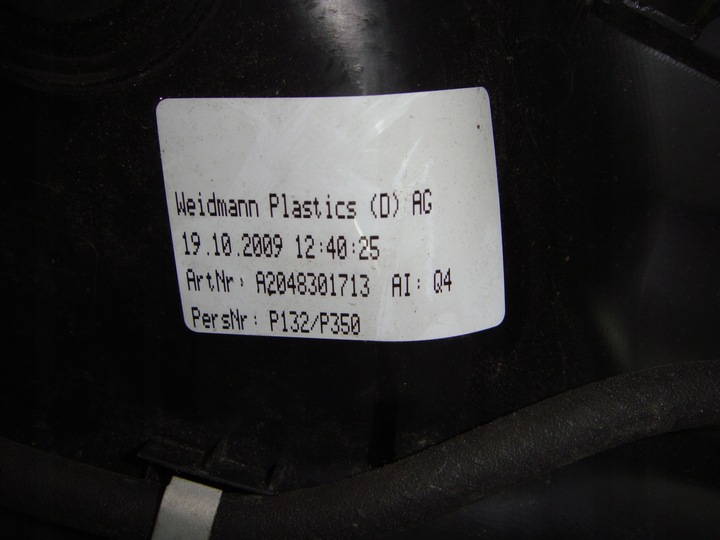 Weidmann Plastics (D) AG
19.10.2009 12:40:25
ArtNr: A2048301713 AI: Q4
PersNr: P132/P350